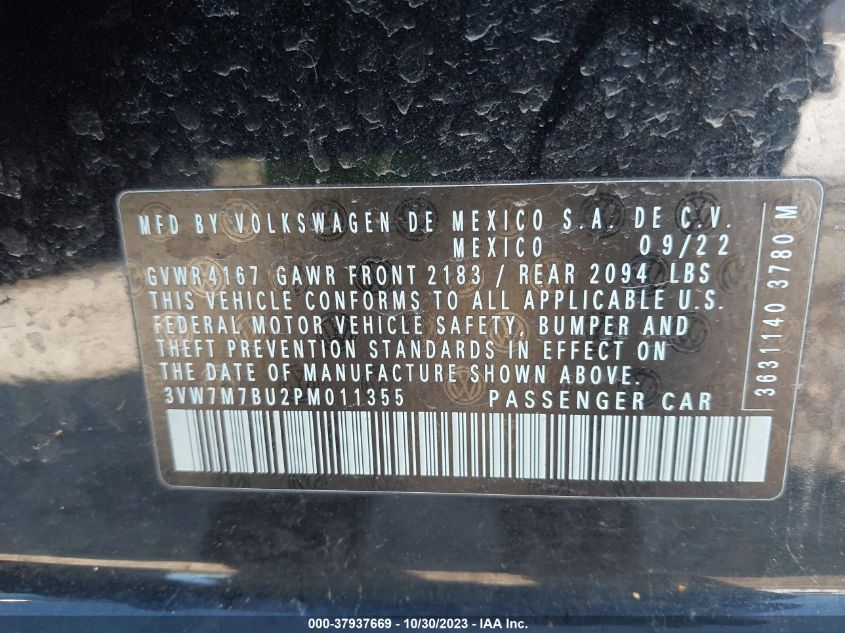 MFD BY VOLKSWAGEN DE MEXICO S.A. DE C.V.
MEXICO 09/22
GVWR 4167 GAWR FRONT 2183 / REAR 2094 LBS
THIS VEHICLE CONFORMS TO ALL APPLICABLE U.S.
FEDERAL MOTOR VEHICLE SAFETY, BUMPER AND
THEFT PREVENTION STANDARDS IN EFFECT ON
THE DATE OF MANUFACTURE SHOWN ABOVE.
3VW7M7BU2PM011355 PASSENGER CAR
3631140 3780 M
000-37937669 - 10/30/2023 - IAA Inc.